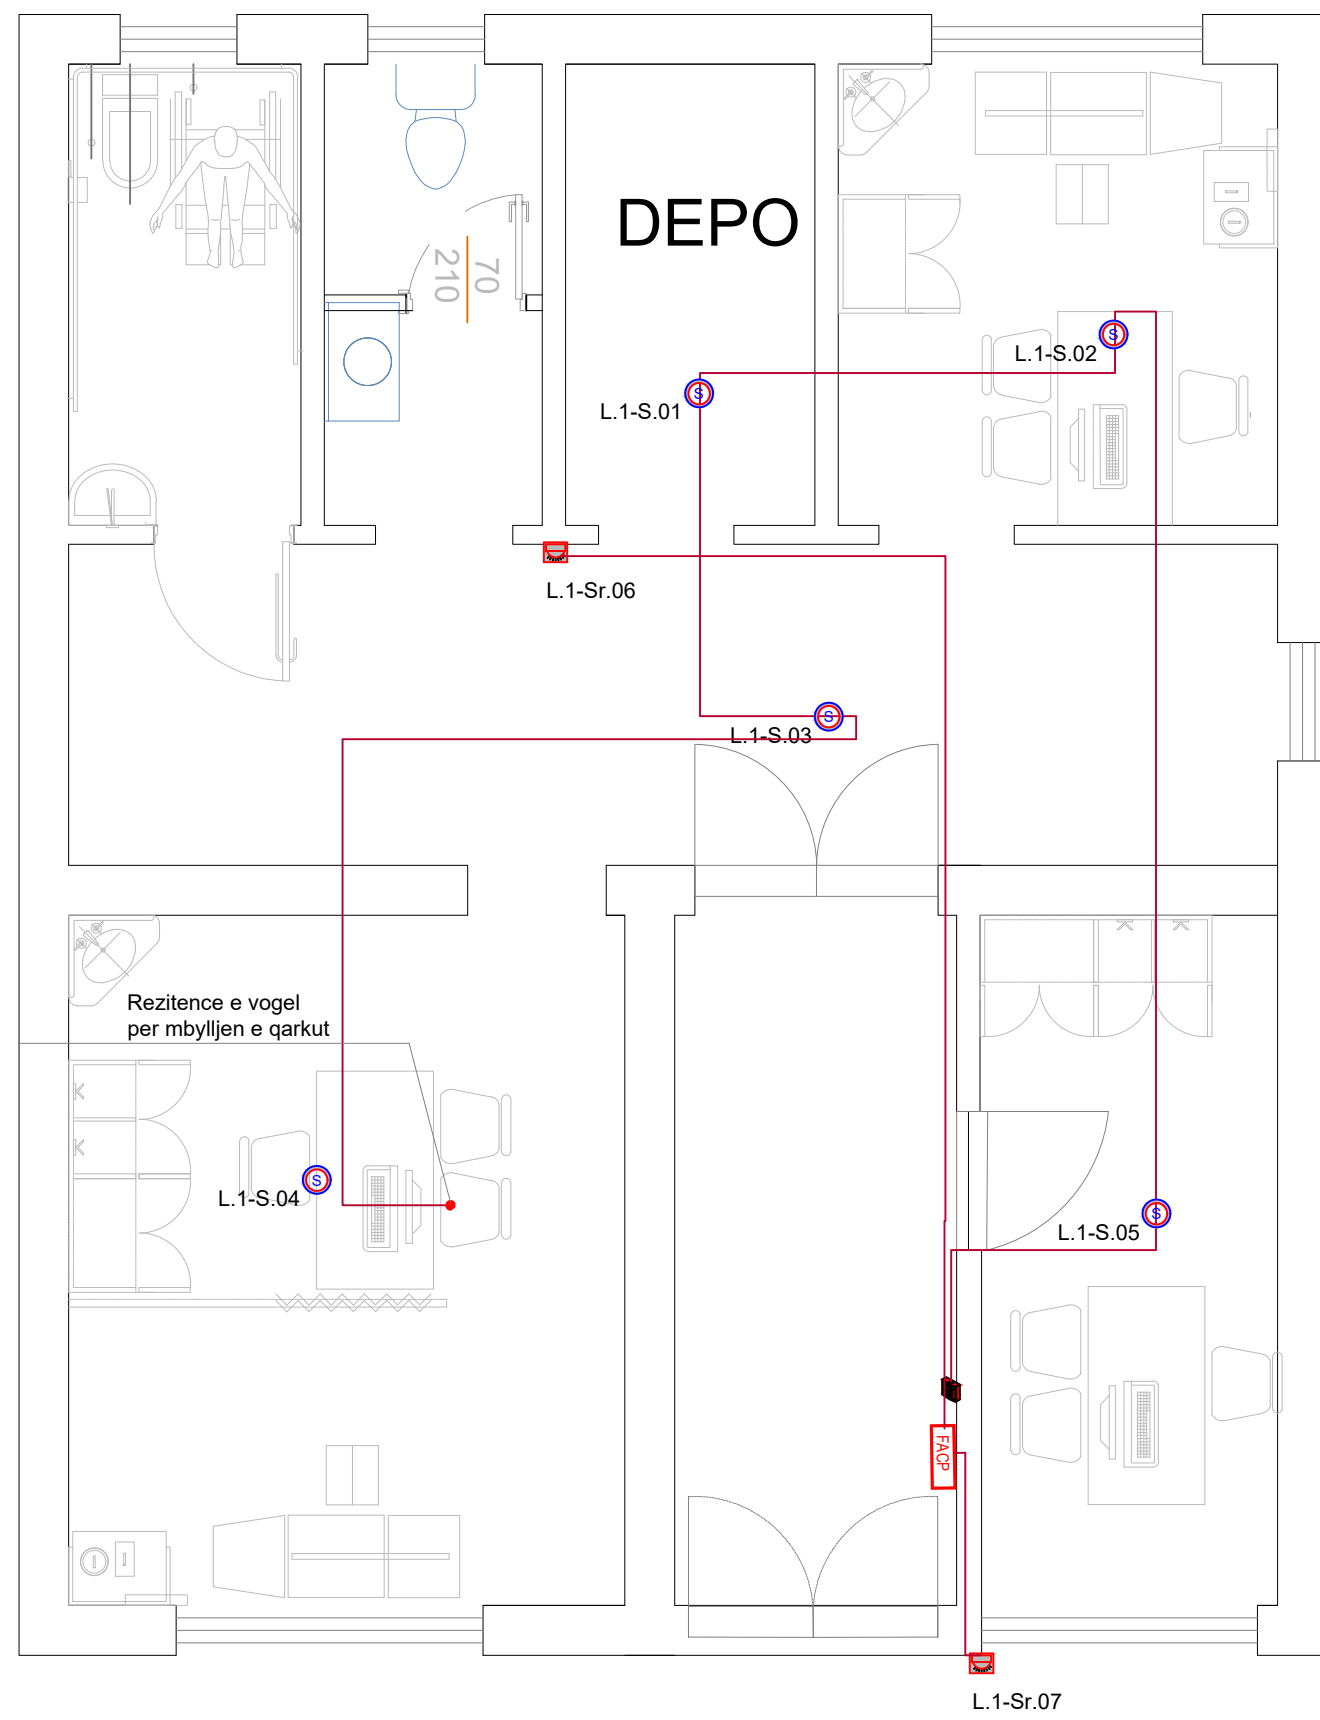 DEPO
70
210
S
L.1-S.02
S
L.1-S.01
L.1-Sr.06
S
L.1-S.03
Rezitence e vogel
per mbylljen e qarkut
S
L.1-S.04
S
L.1-S.05
FACP
L.1-Sr.07